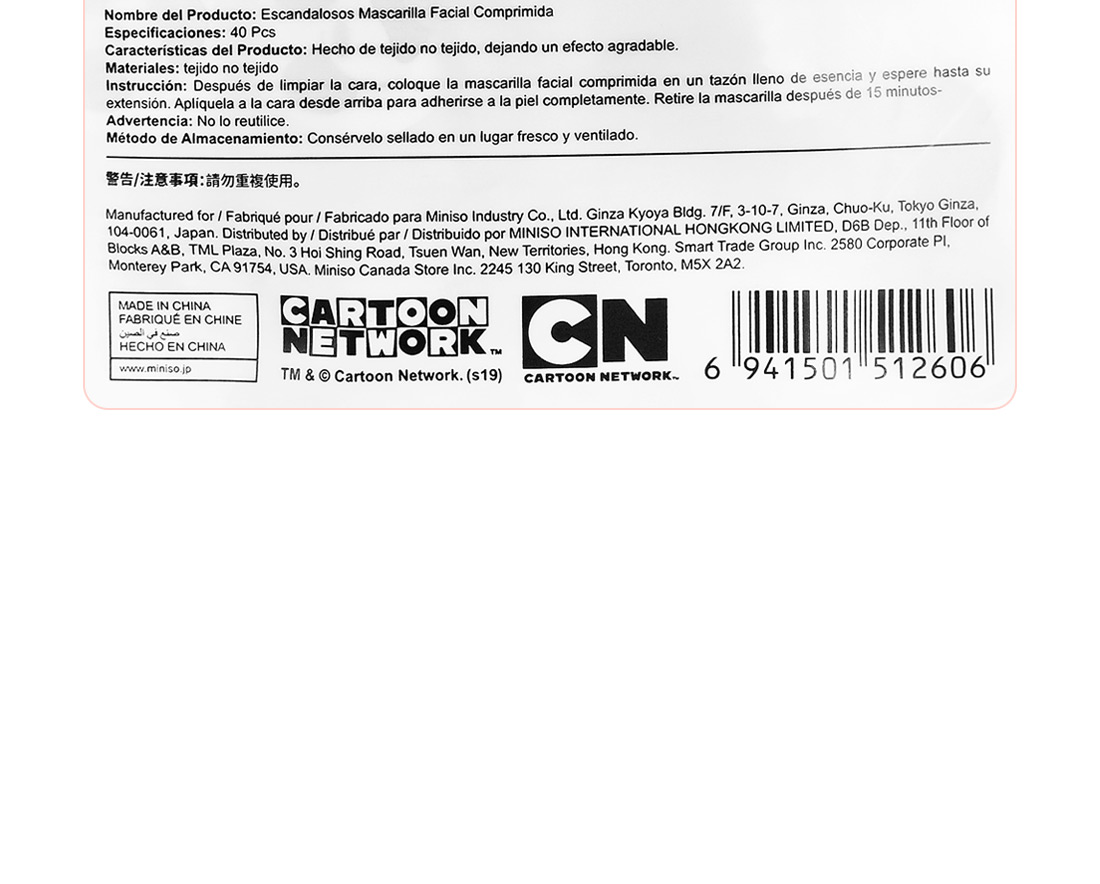 Nombre del Producto: Escandalosos Mascarilla Facial Comprimida
Especificaciones: 40 Pcs
Características del Producto: Hecho de tejido no tejido, dejando un efecto agradable.
Materiales: tejido no tejido
Instrucción: Después de limpiar la cara, coloque la mascarilla facial comprimida en un tazón lleno de esencia y espere hasta su
extensión. Aplíquela a la cara desde arriba para adherirse a la piel completamente. Retire la mascarilla después de 15 minutos-
Advertencia: No lo reutilice.
Método de Almacenamiento: Consérvelo sellado en un lugar fresco y ventilado.
警告/注意事項:請勿重複使用。
Manufactured for / Fabriqué pour / Fabricado para Miniso Industry Co., Ltd. Ginza Kyoya Bldg. 7/F, 3-10-7, Ginza, Chuo-Ku, Tokyo Ginza,
104-0061, Japan. Distributed by / Distribué par / Distribuido por MINISO INTERNATIONAL HONGKONG LIMITED, D6B Dep., 11th Floor of
Blocks A&B, TML Plaza, No. 3 Hoi Shing Road, Tsuen Wan, New Territories, Hong Kong. Smart Trade Group Inc. 2580 Corporate Pl,
Monterey Park, CA 91754, USA. Miniso Canada Store Inc. 2245 130 King Street, Toronto, M5X 2A2.
MADE IN CHINA
FABRIQUÉ EN CHINE
صنع في الصين
HECHO EN CHINA
www.miniso.jp
CARTOON
NETWORK™
TM & © Cartoon Network. (s19)
CN
CARTOON NETWORK™
6 941501 512606